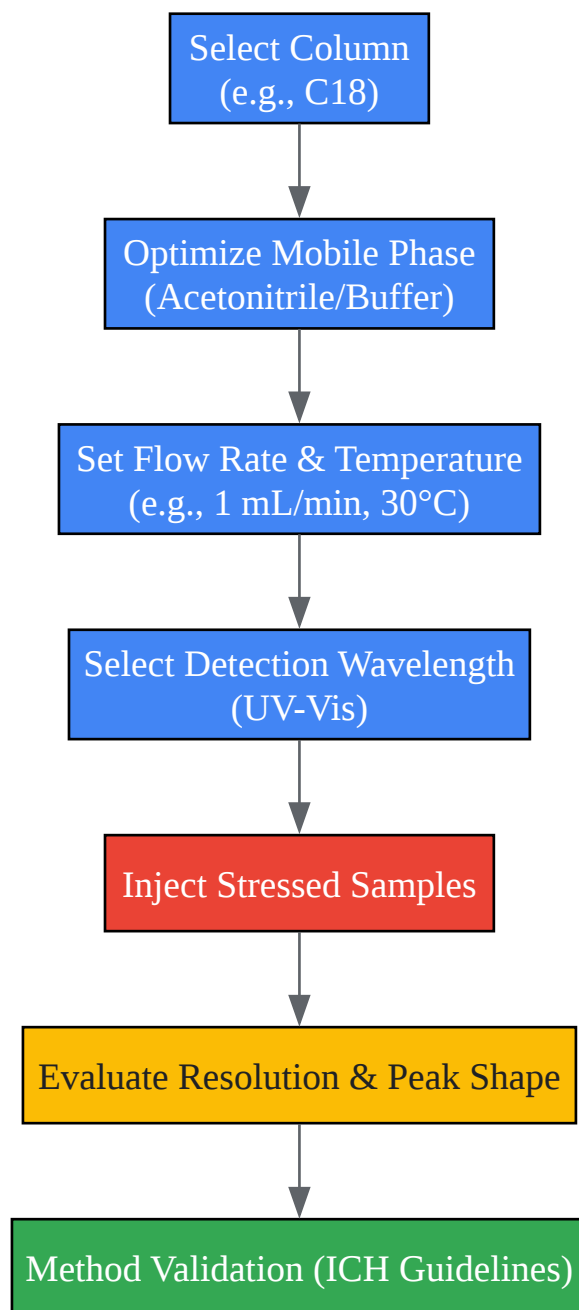 Select Column
(e.g., C18)
Optimize Mobile Phase
(Acetonitrile/Buffer)
Set Flow Rate & Temperature
(e.g., 1 mL/min, 30°C)
Select Detection Wavelength
(UV-Vis)
Inject Stressed Samples
Evaluate Resolution & Peak Shape
Method Validation (ICH Guidelines)